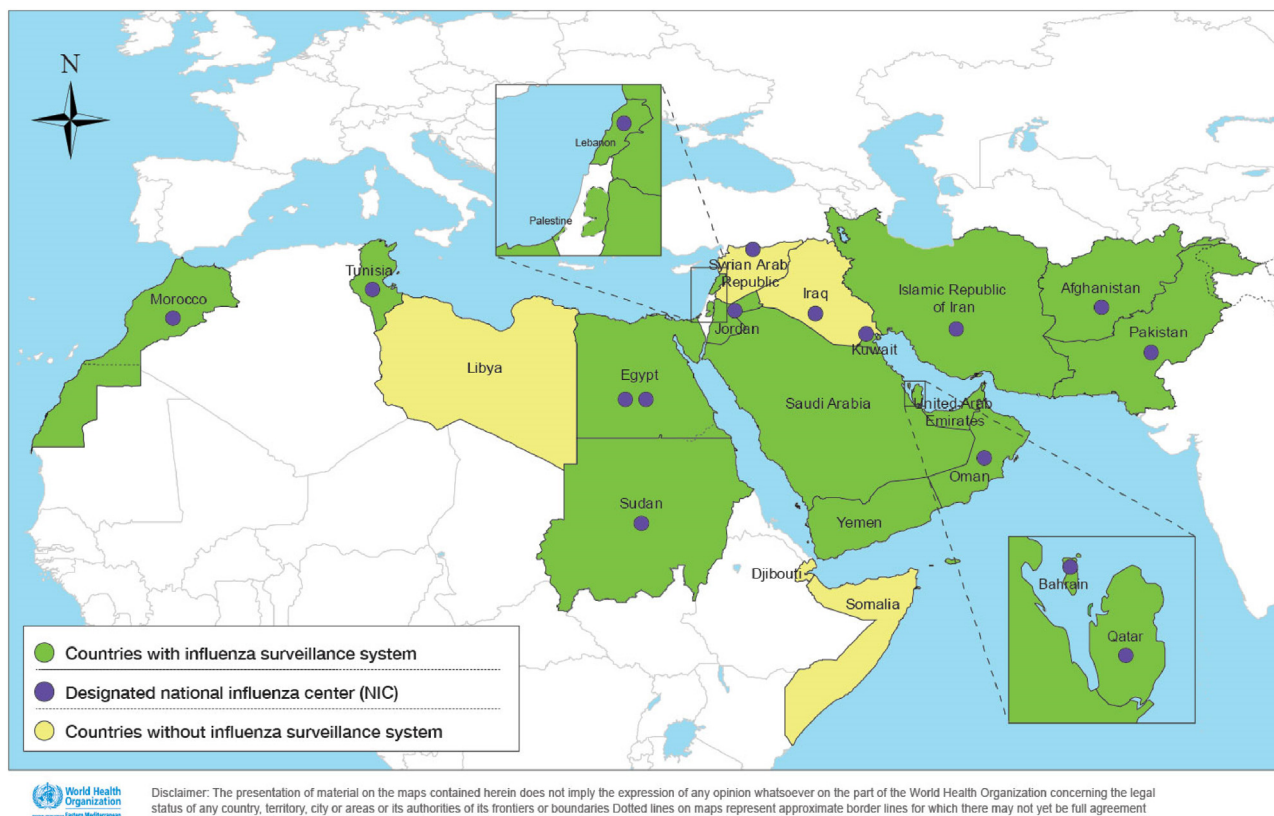 N
Lebanon
Palestine
Tunisia
Morocco
Syrian Arab
Republic
Iraq
Islamic Republic
of Iran
Afghanistan
Pakistan
Jordan
Kuwait
Libya
Egypt
Saudi Arabia
United Arab
Emirates
Oman
Sudan
Yemen
Djibouti
Somalia
Bahrain
Qatar
Countries with influenza surveillance system
Designated national influenza center (NIC)
Countries without influenza surveillance system
World Health
Organization
Eastern Mediterranean
Disclaimer: The presentation of material on the maps contained herein does not imply the expression of any opinion whatsoever on the part of the World Health Organization concerning the legal
status of any country, territory, city or areas or its authorities of its frontiers or boundaries Dotted lines on maps represent approximate border lines for which there may not yet be full agreement